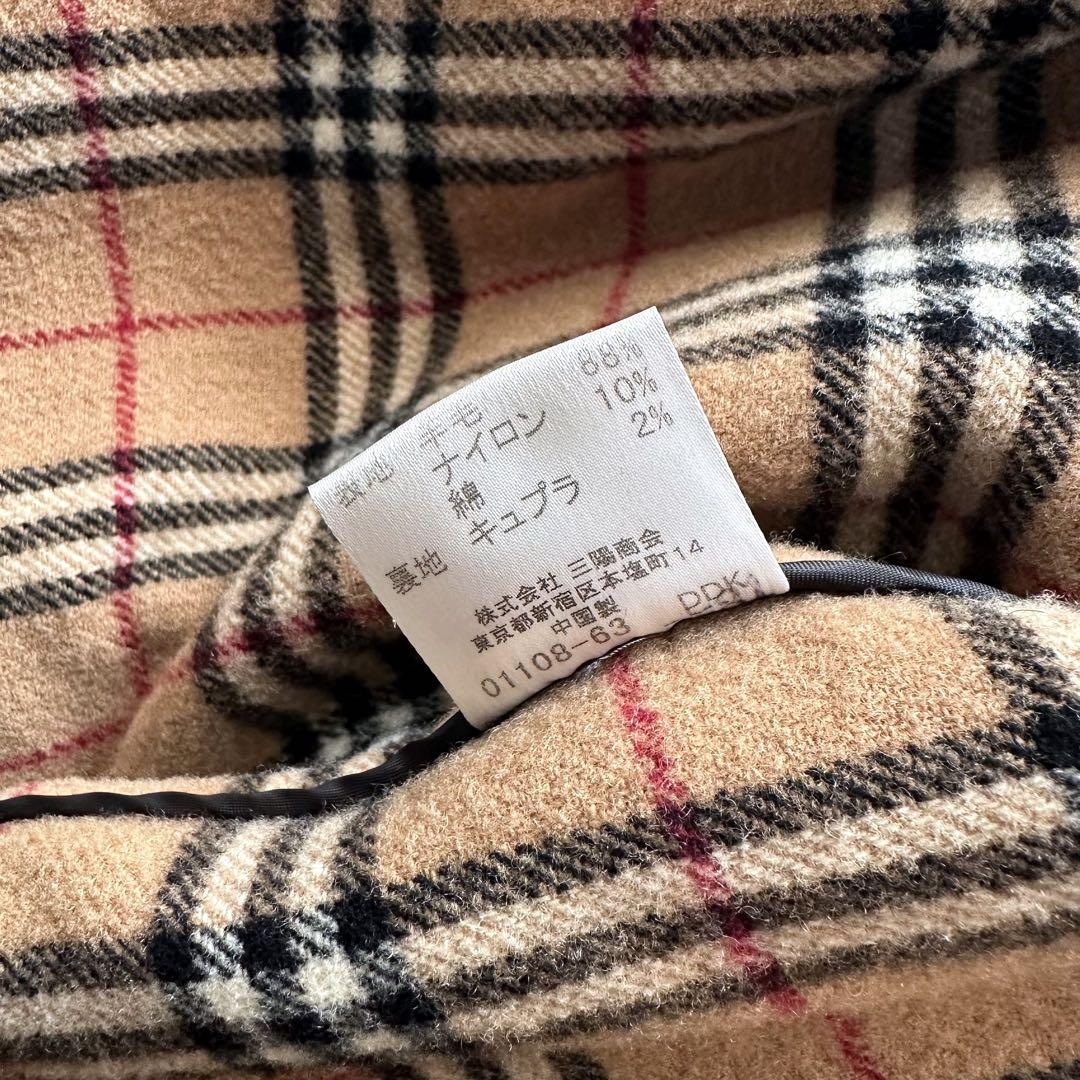 表地 牛毛 88%
ナイロン 10%
綿 2%
裏地 キュプラ
株式会社 三陽商会
東京都新宿区本塩町14
中国製
01108-63